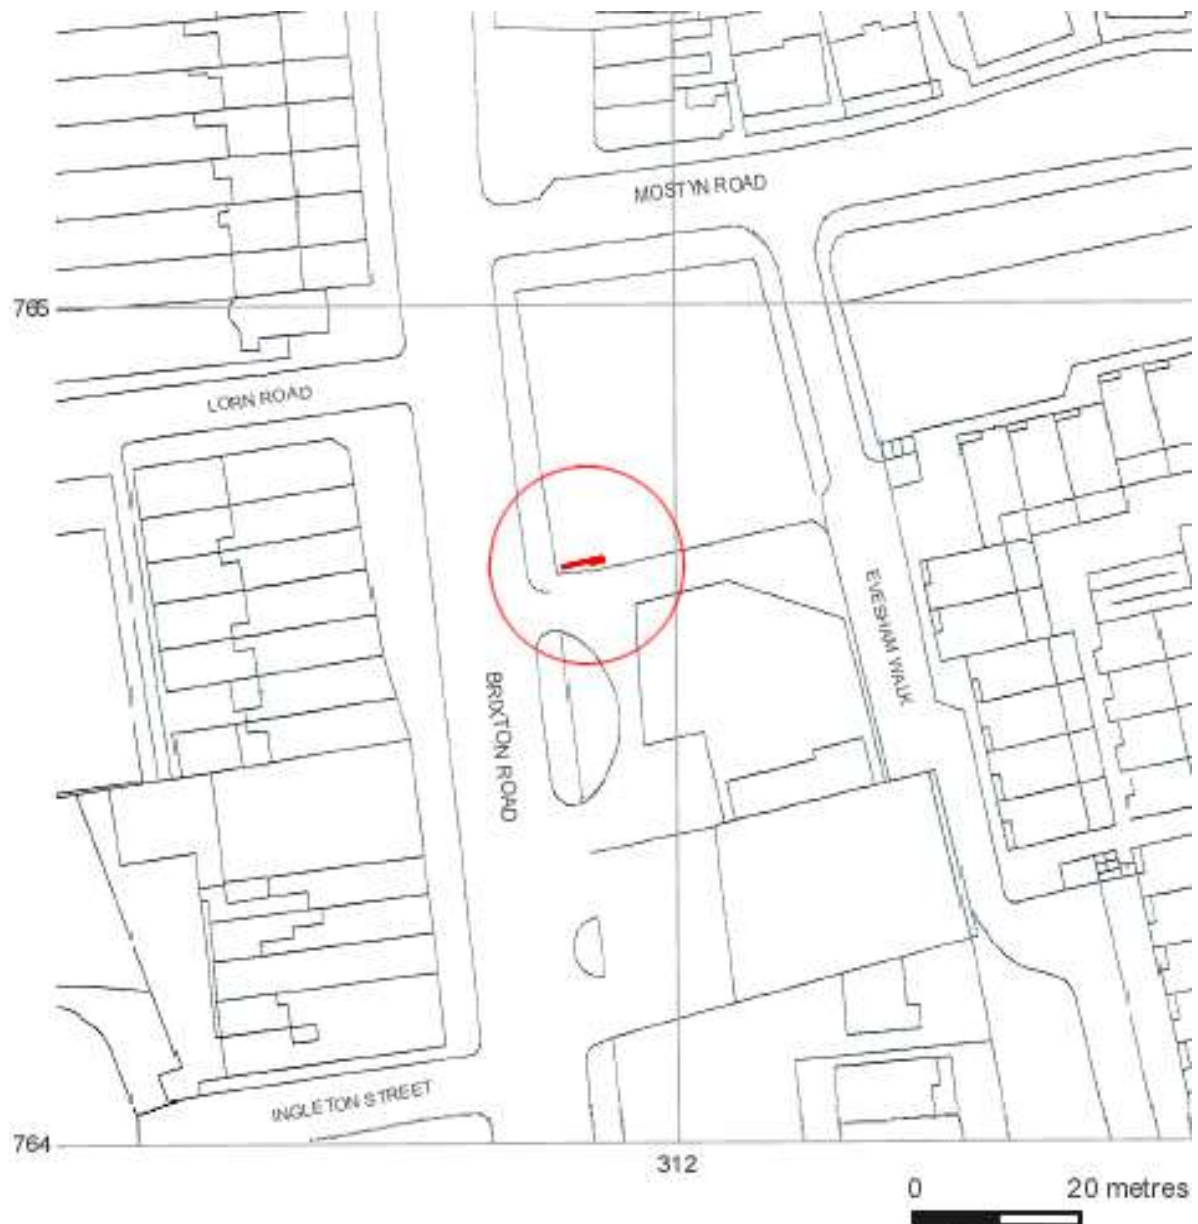 MOSTYN ROAD
765
LORN ROAD
EVESHAM WALK
BRIXTON ROAD
INGLETON STREET
764
312
0 20 metres